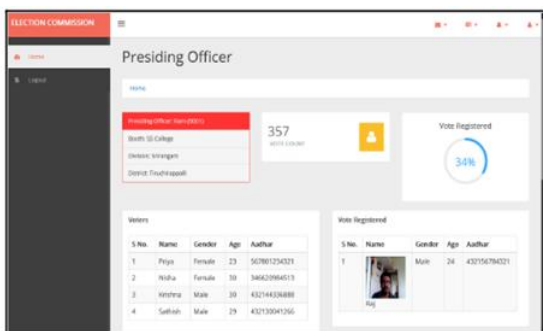 ELECTION COMMISSION
Home
Logout
Presiding Officer
Home
Presiding Officer: Ram (9001)
Booth: SS College
Division: Srirangam
District: Tiruchirappalli
357
VOTE COUNT
Vote Registered
34%
Voters
S No. Name Gender Age Aadhar
1 Priya Female 23 567881234321
2 Nisha Female 30 346620984513
3 Krishna Male 30 432144336888
4 Sathish Male 29 432130041266
Vote Registered
S No. Name Gender Age Aadhar
1 Raj Male 24 432156784321